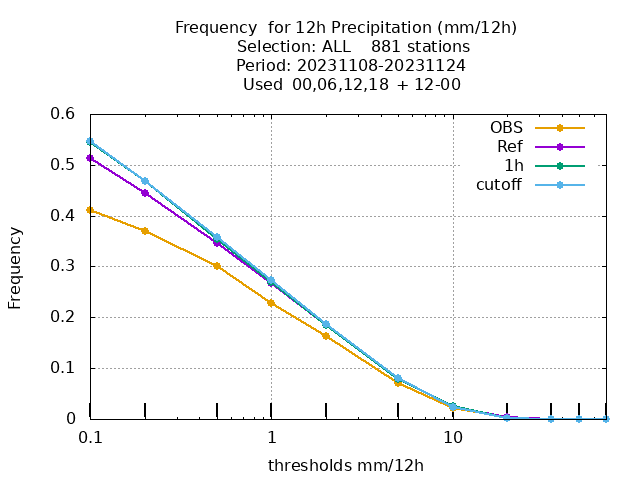 Frequency  for 12h Precipitation (mm/12h)
Selection: ALL    881 stations
Period: 20231108-20231124
Used  00,06,12,18  + 12-00
0.6
0.5
0.4
0.3
0.2
0.1
0
Frequency
OBS
Ref
1h
cutoff
0.1 1 10
thresholds mm/12h